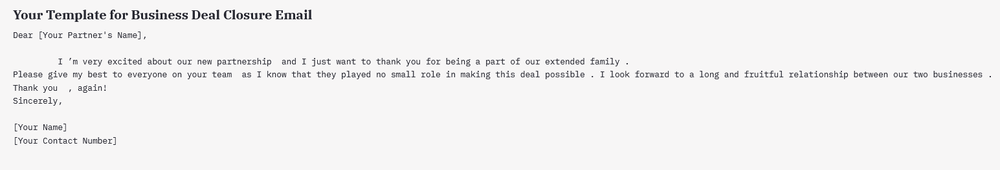 Your Template for Business Deal Closure Email
Dear [Your Partner's Name],
I ’m very excited about our new partnership  and I just want to thank you for being a part of our extended family .
Please give my best to everyone on your team  as I know that they played no small role in making this deal possible . I look forward to a long and fruitful relationship between our two businesses .
Thank you  , again!
Sincerely,
[Your Name]
[Your Contact Number]